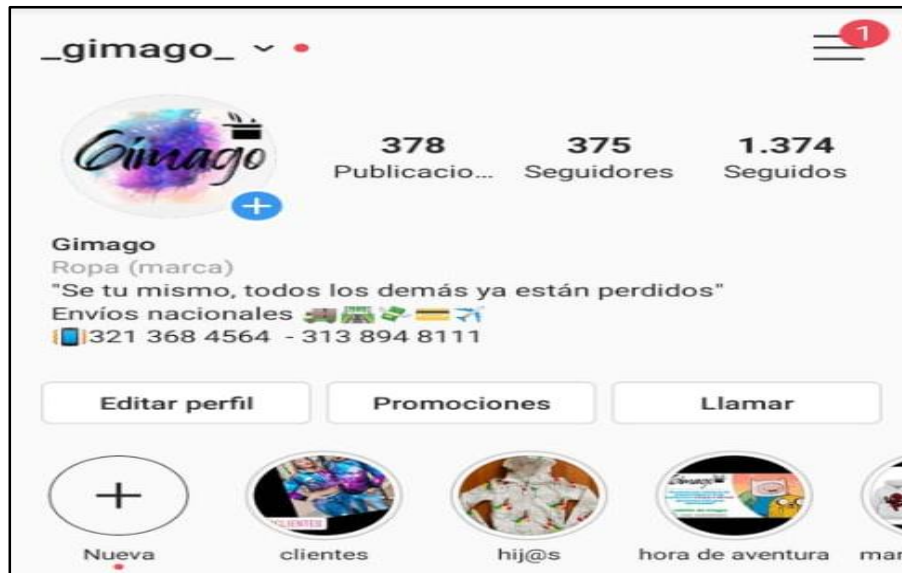 _gimago_
1
Gimago
378 375 1.374
Publicacio... Seguidores Seguidos
Gimago
Ropa (marca)
"Se tu mismo, todos los demás ya están perdidos"
Envíos nacionales
321 368 4564 - 313 894 8111
Editar perfil Promociones Llamar
Gimago
CLIENTES
Nueva clientes hij@s hora de aventura mar